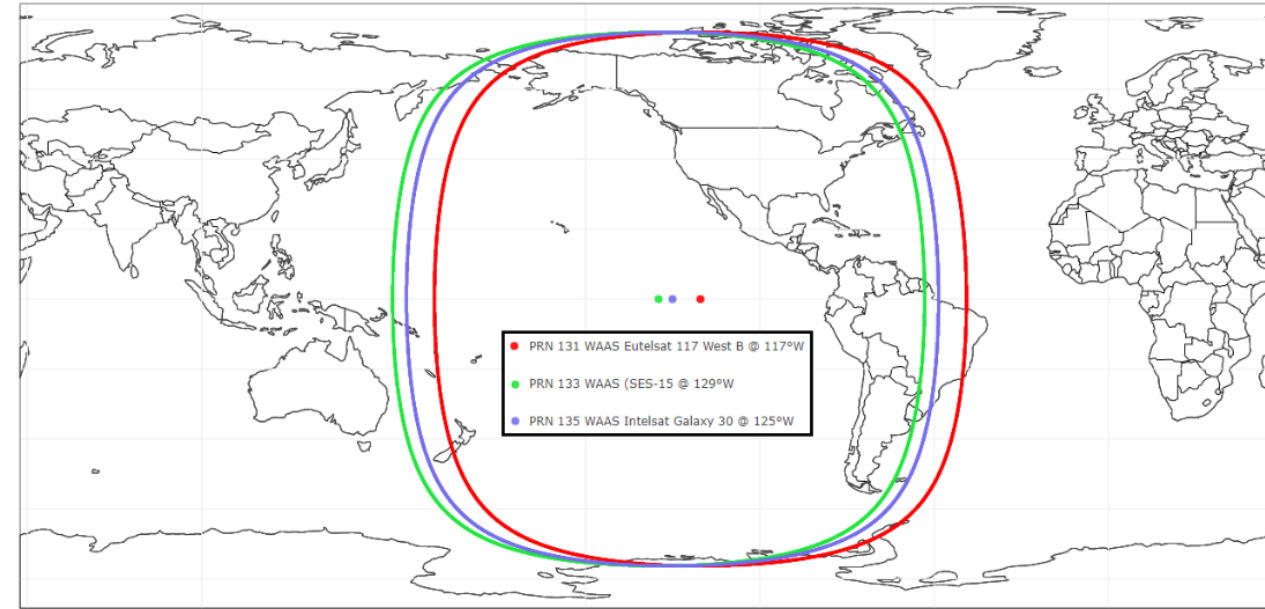 PRN 131 WAAS Eutelsat 117 West B @ 117°W
PRN 133 WAAS (SES-15 @ 129°W
PRN 135 WAAS Intelsat Galaxy 30 @ 125°W